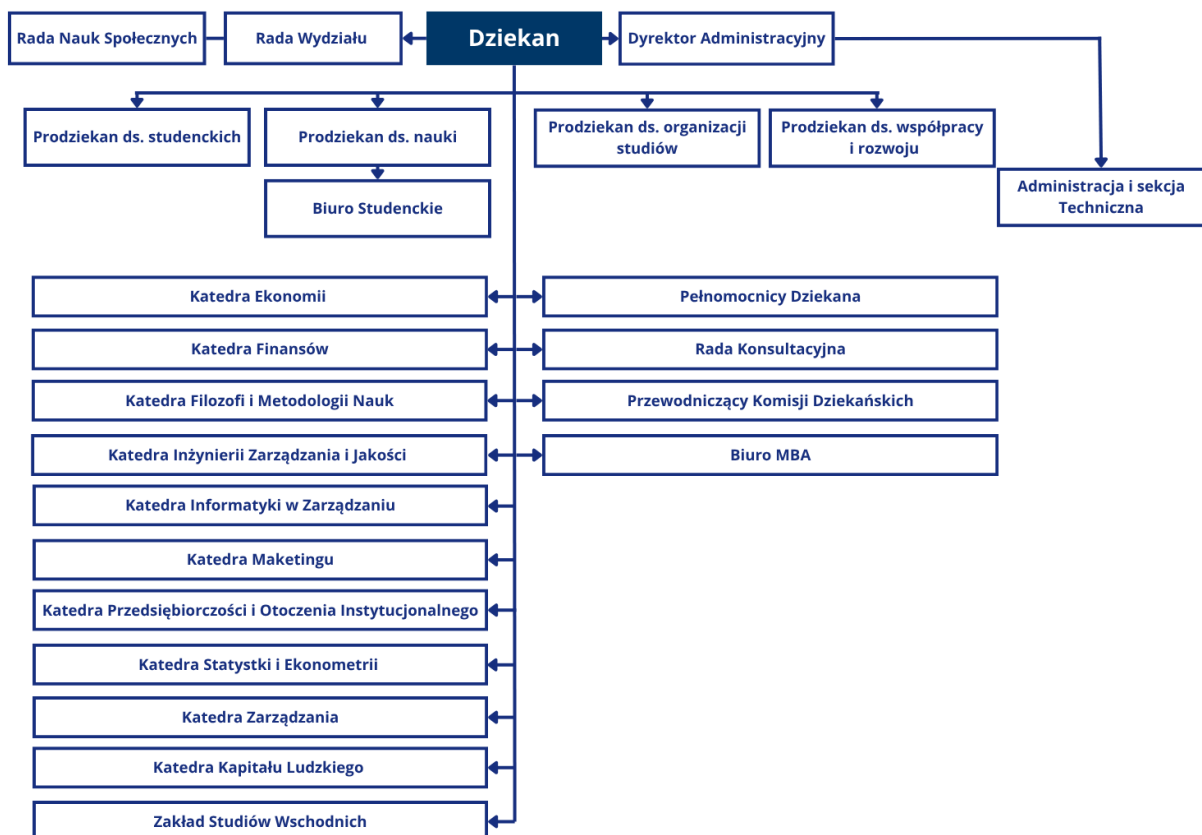 Rada Nauk Społecznych
Rada Wydziału
Dziekan
Dyrektor Administracyjny
Prodziekan ds. studenckich
Prodziekan ds. nauki
Prodziekan ds. organizacji
studiów
Prodziekan ds. współpracy
i rozwoju
Biuro Studenckie
Administracja i sekcja
Techniczna
Katedra Ekonomii
Pełnomocnicy Dziekana
Katedra Finansów
Rada Konsultacyjna
Katedra Filozofi i Metodologii Nauk
Przewodniczący Komisji Dziekańskich
Katedra Inżynierii Zarządzania i Jakości
Biuro MBA
Katedra Informatyki w Zarządzaniu
Katedra Maketingu
Katedra Przedsiębiorczości i Otoczenia Instytucjonalnego
Katedra Statystki i Ekonometrii
Katedra Zarządzania
Katedra Kapitału Ludzkiego
Zakład Studiów Wschodnich